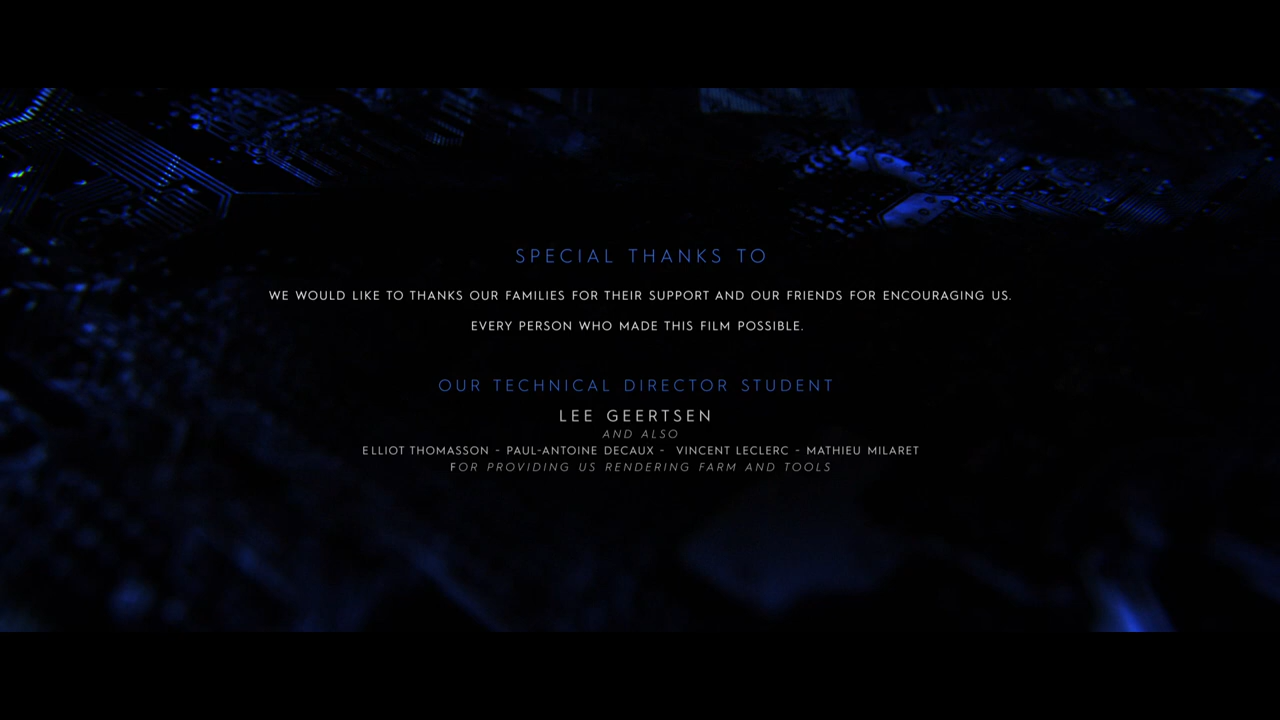 SPECIAL THANKS TO
WE WOULD LIKE TO THANKS OUR FAMILIES FOR THEIR SUPPORT AND OUR FRIENDS FOR ENCOURAGING US.
EVERY PERSON WHO MADE THIS FILM POSSIBLE.
OUR TECHNICAL DIRECTOR STUDENT
LEE GEERTSEN
AND ALSO
ELLIOT THOMASSON - PAUL-ANTOINE DECAUX - VINCENT LECLERC - MATHIEU MILARET
FOR PROVIDING US RENDERING FARM AND TOOLS